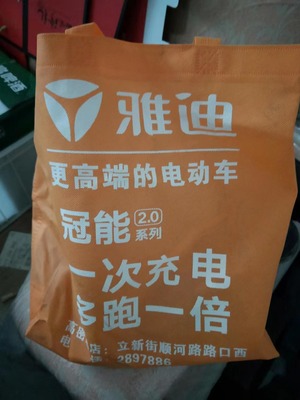 雅迪
更高端的电动车
冠能 2.0 系列
一次充电
多跑一倍
店：立新街顺河路路口西
2897886